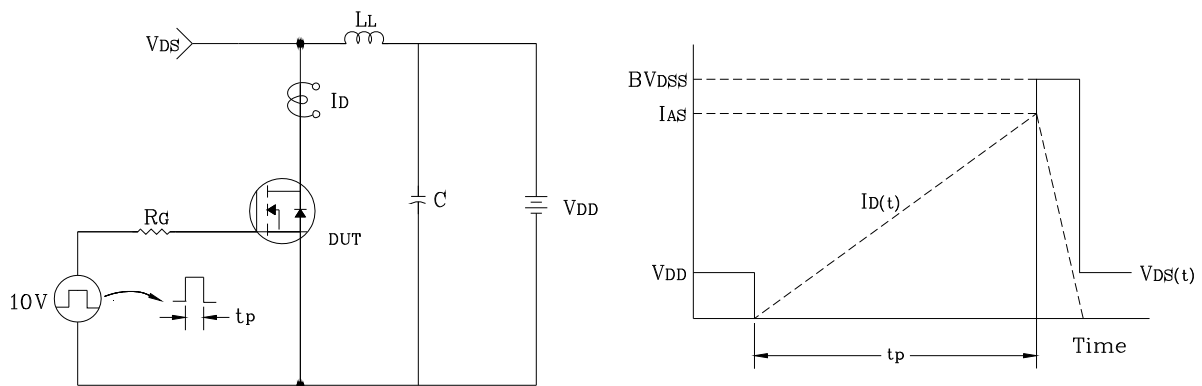 LL
VDS
ID
RG
DUT
C
VDD
10V
tp
BVDSS
IAS
ID(t)
VDD
VDS(t)
tp
Time